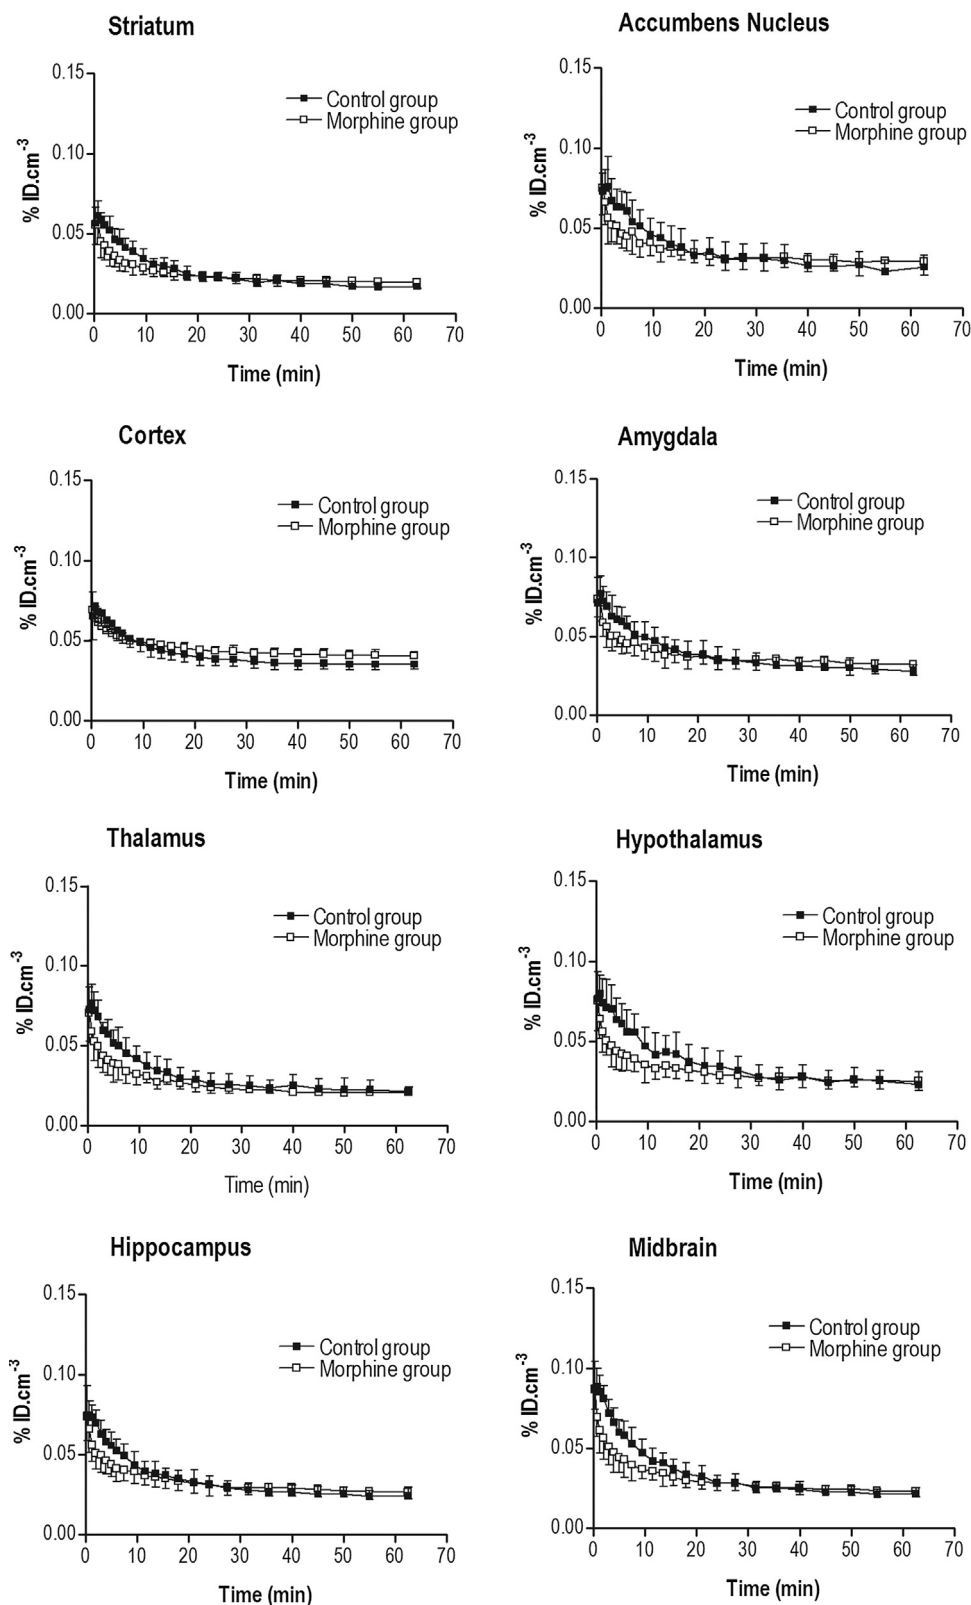 Striatum
0.15
0.10
0.05
0.00
% ID.cm-3
Control group
Morphine group
0 10 20 30 40 50 60 70
Time (min)
Accumbens Nucleus
0.15
0.10
0.05
0.00
% ID.cm-3
Control group
Morphine group
0 10 20 30 40 50 60 70
Time (min)
Cortex
0.15
0.10
0.05
0.00
% ID.cm-3
Control group
Morphine group
0 10 20 30 40 50 60 70
Time (min)
Amygdala
0.15
0.10
0.05
0.00
% ID.cm-3
Control group
Morphine group
0 10 20 30 40 50 60 70
Time (min)
Thalamus
0.15
0.10
0.05
0.00
% ID.cm-3
Control group
Morphine group
0 10 20 30 40 50 60 70
Time (min)
Hypothalamus
0.15
0.10
0.05
0.00
% ID.cm-3
Control group
Morphine group
0 10 20 30 40 50 60 70
Time (min)
Hippocampus
0.15
0.10
0.05
0.00
% ID.cm-3
Control group
Morphine group
0 10 20 30 40 50 60 70
Time (min)
Midbrain
0.15
0.10
0.05
0.00
% ID.cm-3
Control group
Morphine group
0 10 20 30 40 50 60 70
Time (min)